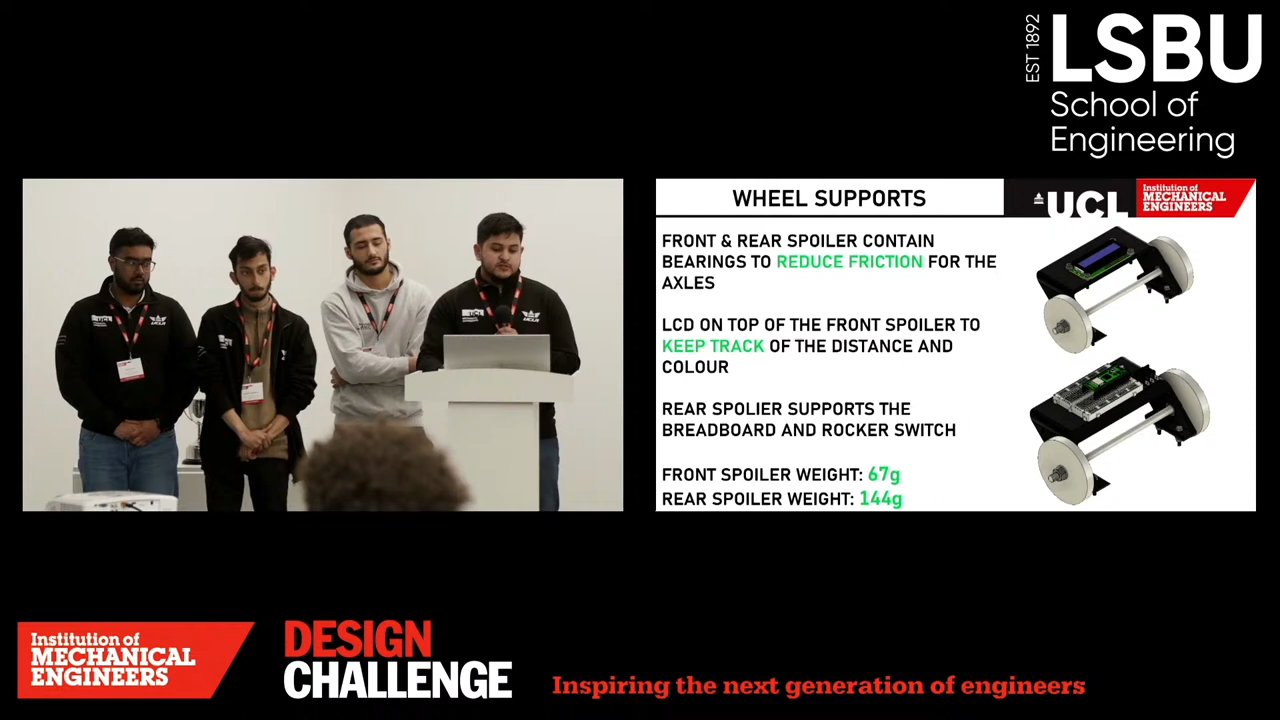 EST 1892
LSBU
School of
Engineering
WHEEL SUPPORTS
UCL
Institution of
MECHANICAL
ENGINEERS
FRONT & REAR SPOILER CONTAIN
BEARINGS TO REDUCE FRICTION FOR THE
AXLES
LCD ON TOP OF THE FRONT SPOILER TO
KEEP TRACK OF THE DISTANCE AND
COLOUR
REAR SPOLIER SUPPORTS THE
BREADBOARD AND ROCKER SWITCH
FRONT SPOILER WEIGHT: 67g
REAR SPOILER WEIGHT: 144g
Institution of
MECHANICAL
ENGINEERS
DESIGN
CHALLENGE
Inspiring the next generation of engineers